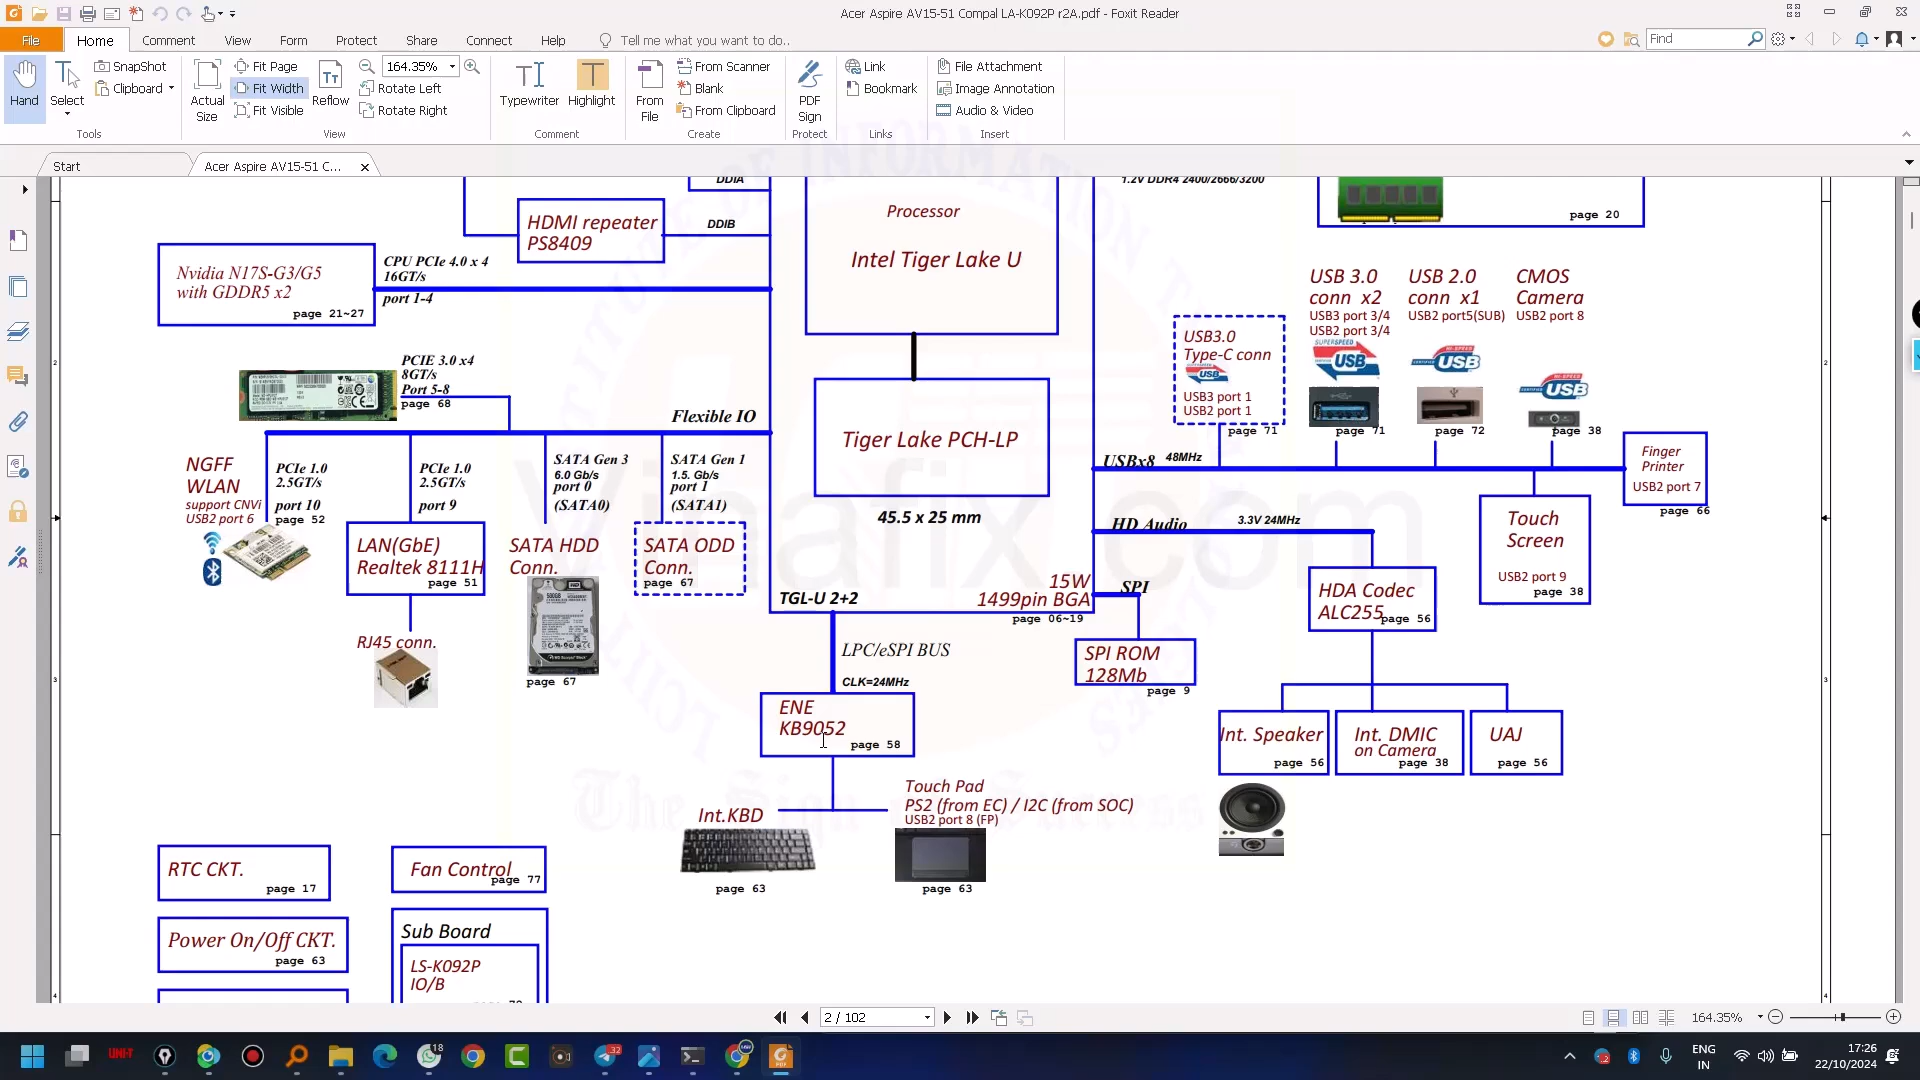 Acer Aspire AV15-51 Compal LA-K092P r2A.pdf - Foxit Reader
File
Home
Comment
View
Form
Protect
Share
Connect
Help
Tell me what you want to do..
Find
Hand
Select
SnapShot
Clipboard
Actual Size
Fit Page
Fit Width
Fit Visible
Reflow
164.35%
Rotate Left
Rotate Right
Typewriter
Highlight
From File
From Scanner
Blank
From Clipboard
PDF Sign
Link
Bookmark
File Attachment
Image Annotation
Audio & Video
Tools
View
Comment
Create
Protect
Links
Insert
Start
Acer Aspire AV15-51 C...
DDIA
1.2V DDR4 2400/2666/3200
page 20
HDMI repeater
PS8409
DDIB
Processor
Intel Tiger Lake U
Nvidia N17S-G3/G5
with GDDR5 x2
page 21~27
CPU PCIe 4.0 x 4
16GT/s
port 1-4
USB3.0
Type-C conn
USB3 port 1
USB2 port 1
page 71
USB 3.0
conn x2
USB3 port 3/4
USB2 port 3/4
page 71
USB 2.0
conn x1
USB2 port5(SUB)
page 72
CMOS
Camera
USB2 port 8
page 38
PCIE 3.0 x4
8GT/s
Port 5-8
page 68
Flexible IO
Tiger Lake PCH-LP
45.5 x 25 mm
USBx8
48MHz
Finger
Printer
USB2 port 7
page 66
NGFF
WLAN
support CNVi
USB2 port 6
PCIe 1.0
2.5GT/s
port 10
page 52
PCIe 1.0
2.5GT/s
port 9
LAN(GbE)
Realtek 8111H
page 51
RJ45 conn.
SATA Gen 3
6.0 Gb/s
port 0
(SATA0)
SATA HDD
Conn.
page 67
SATA Gen 1
1.5. Gb/s
port 1
(SATA1)
SATA ODD
Conn.
page 67
HD Audio
3.3V 24MHz
Touch
Screen
USB2 port 9
page 38
HDA Codec
ALC255
page 56
TGL-U 2+2
15W
1499pin BGA
page 06~19
SPI
SPI ROM
128Mb
page 9
LPC/eSPI BUS
CLK=24MHz
ENE
KB9052
page 58
Int. Speaker
page 56
Int. DMIC
on Camera
page 38
UAJ
page 56
Int.KBD
page 63
Touch Pad
PS2 (from EC) / I2C (from SOC)
USB2 port 8 (FP)
page 63
RTC CKT.
page 17
Fan Control
page 77
Power On/Off CKT.
page 63
Sub Board
LS-K092P
IO/B
Vinafix.com
The Sign of Success
2 / 102
164.35%
UNI-T
18
32
ENG
IN
17:26
22/10/2024